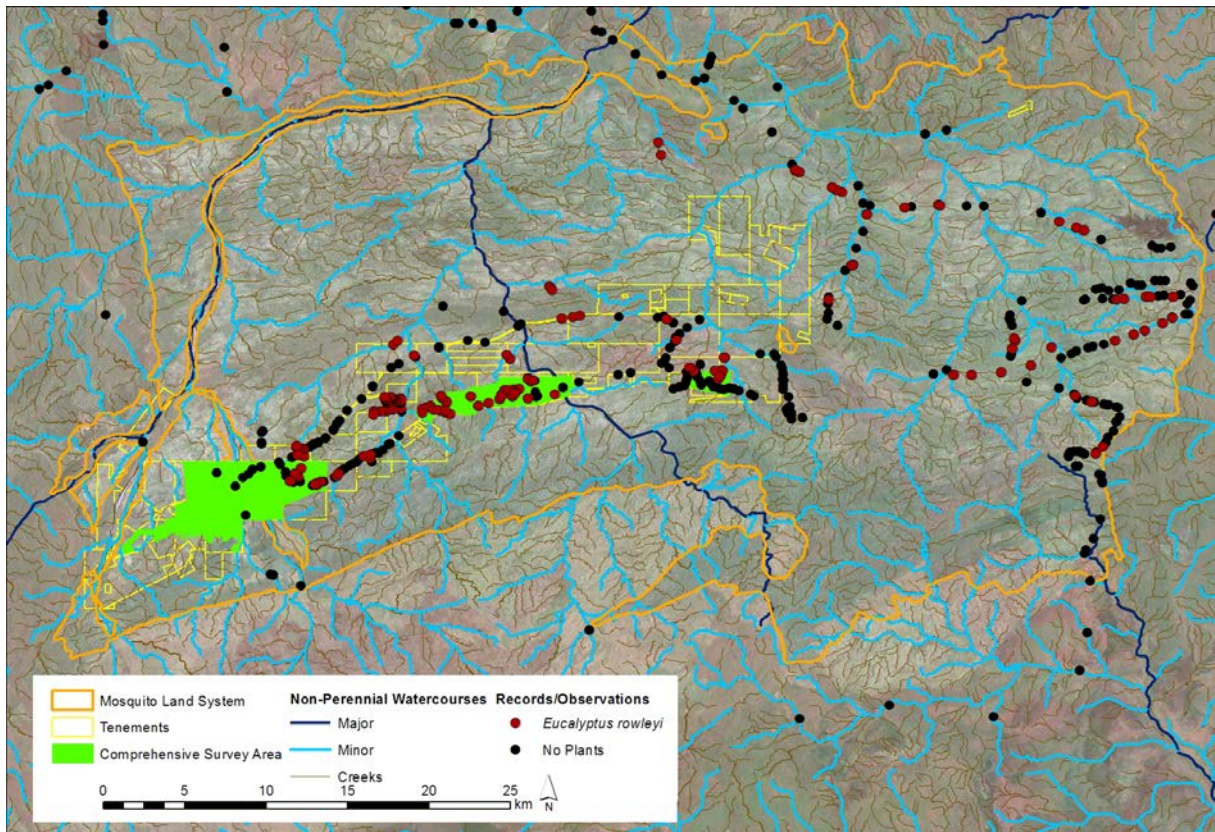 Mosquito Land System
Tenements
Comprehensive Survey Area
Non-Perennial Watercourses
Major
Minor
Creeks
Records/Observations
Eucalyptus rowleyi
No Plants
0 5 10 15 20 25
km
N